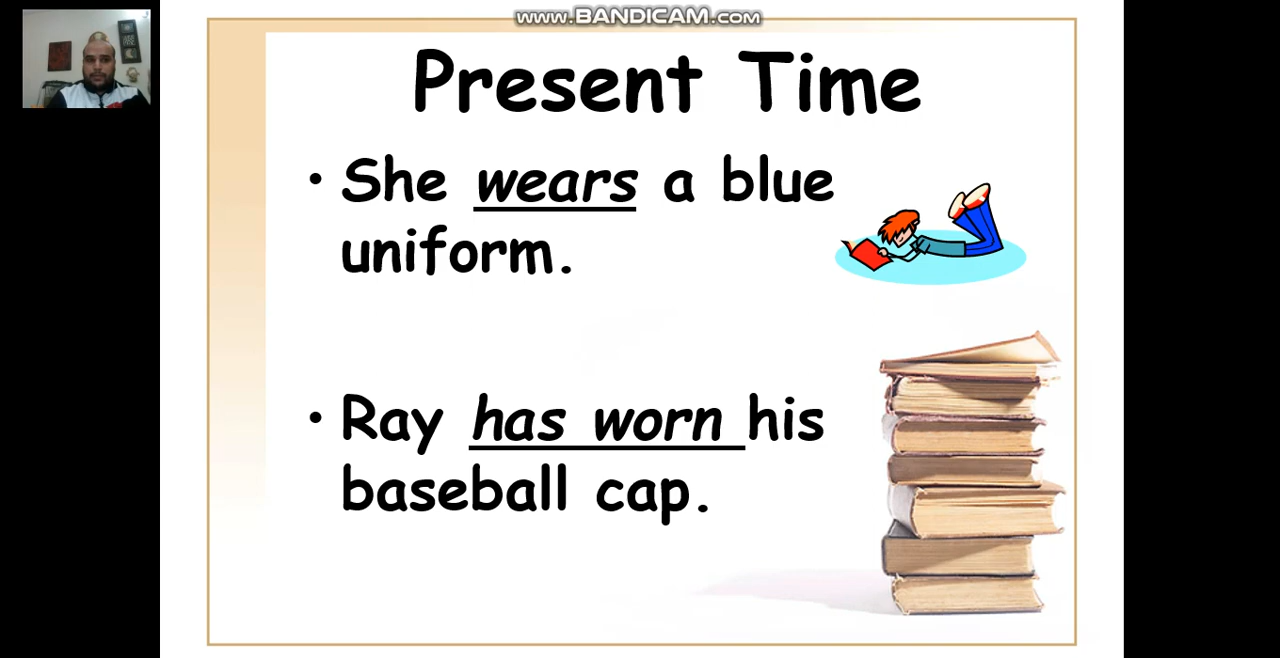 www.BANDICAM.com
Present Time
• She wears a blue
uniform.
• Ray has worn his
baseball cap.